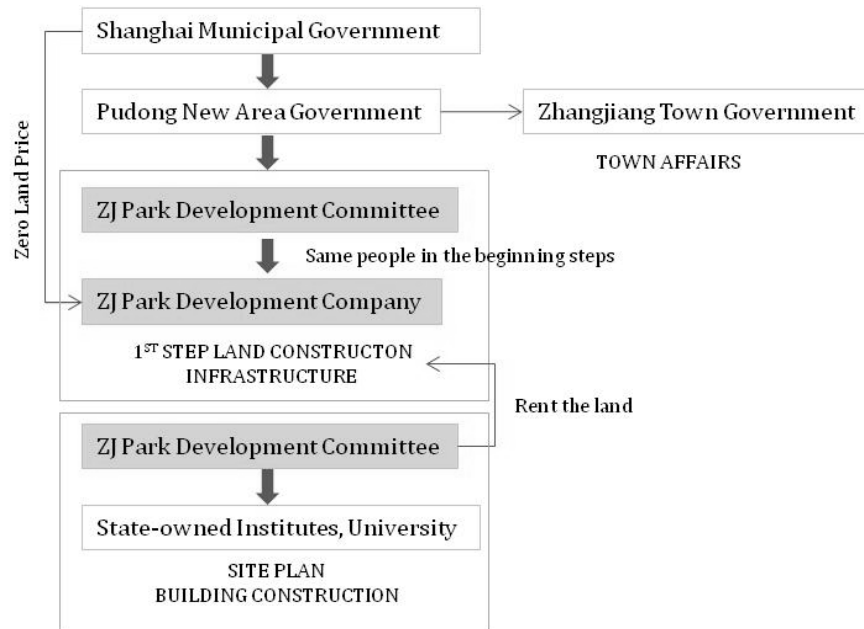 Shanghai Municipal Government
Pudong New Area Government
Zhangjiang Town Government
TOWN AFFAIRS
Zero Land Price
ZJ Park Development Committee
Same people in the beginning steps
ZJ Park Development Company
1ST STEP LAND CONSTRUCTON
INFRASTRUCTURE
Rent the land
ZJ Park Development Committee
State-owned Institutes, University
SITE PLAN
BUILDING CONSTRUCTION